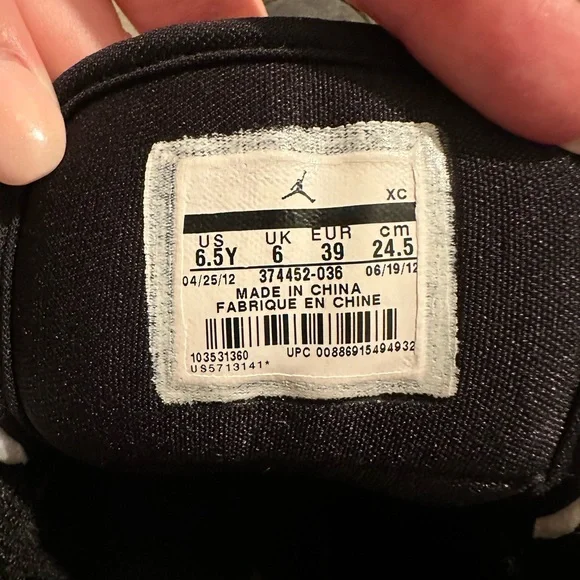 XC
US UK EUR cm
6.5Y 6 39 24.5
04/25/12 374452-036 06/19/12
MADE IN CHINA
FABRIQUE EN CHINE
103531360 UPC 00886915494932
US5713141*